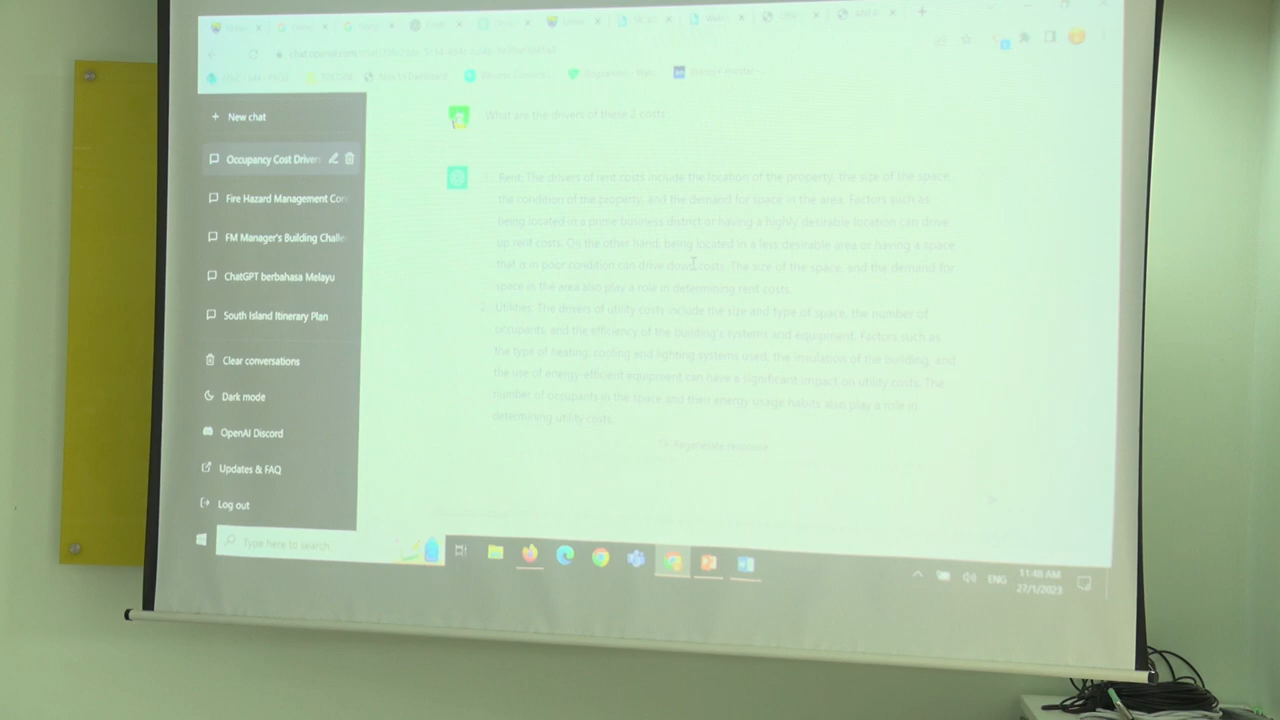 + New chat
Occupancy Cost Driver
Fire Hazard Management Con
FM Manager's Building Challe
ChatGPT berbahasa Melayu
South Island Itinerary Plan
Clear conversations
Dark mode
OpenAI Discord
Updates & FAQ
Log out
What are the drivers of these 2 costs
1. Rent: The drivers of rent costs include the location of the property, the size of the space,
the condition of the property, and the demand for space in the area. Factors such as
being located in a prime business district or having a highly desirable location can drive
up rent costs. On the other hand, being located in a less desirable area or having a space
that is in poor condition can drive down costs. The size of the space, and the demand for
space in the area also play a role in determining rent costs.
2. Utilities: The drivers of utility costs include the size and type of space, the number of
occupants, and the efficiency of the building's systems and equipment. Factors such as
the type of heating, cooling and lighting systems used, the insulation of the building, and
the use of energy-efficient equipment can have a significant impact on utility costs. The
number of occupants in the space and their energy usage habits also play a role in
determining utility costs.
Regenerate response
Type here to search
ENG
11:48 AM
27/1/2023